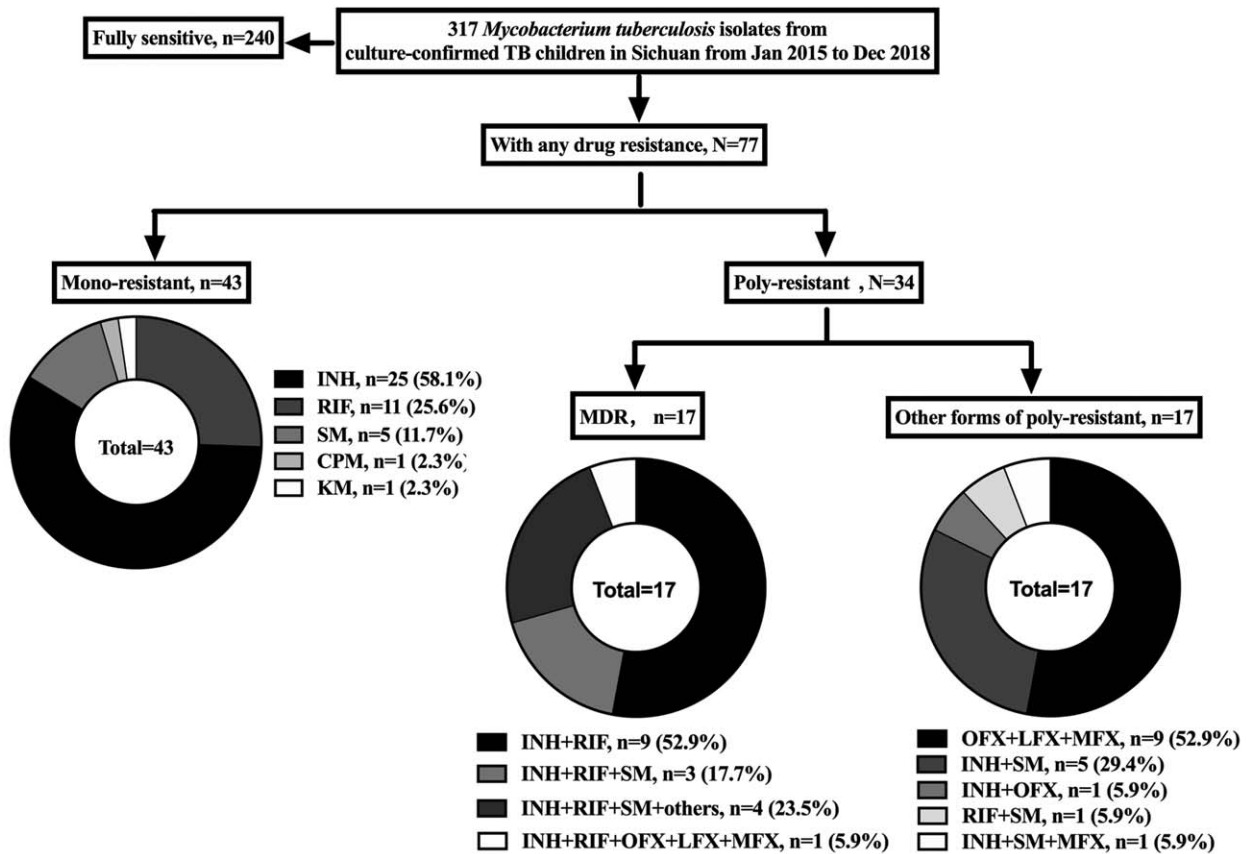 Fully sensitive, n=240
317 Mycobacterium tuberculosis isolates from
culture-confirmed TB children in Sichuan from Jan 2015 to Dec 2018
With any drug resistance, N=77
Mono-resistant, n=43
Poly-resistant , N=34
Total=43
INH, n=25 (58.1%)
RIF, n=11 (25.6%)
SM, n=5 (11.7%)
CPM, n=1 (2.3%)
KM, n=1 (2.3%)
MDR, n=17
Other forms of poly-resistant, n=17
Total=17
Total=17
INH+RIF, n=9 (52.9%)
INH+RIF+SM, n=3 (17.7%)
INH+RIF+SM+others, n=4 (23.5%)
INH+RIF+OFX+LFX+MFX, n=1 (5.9%)
OFX+LFX+MFX, n=9 (52.9%)
INH+SM, n=5 (29.4%)
INH+OFX, n=1 (5.9%)
RIF+SM, n=1 (5.9%)
INH+SM+MFX, n=1 (5.9%)